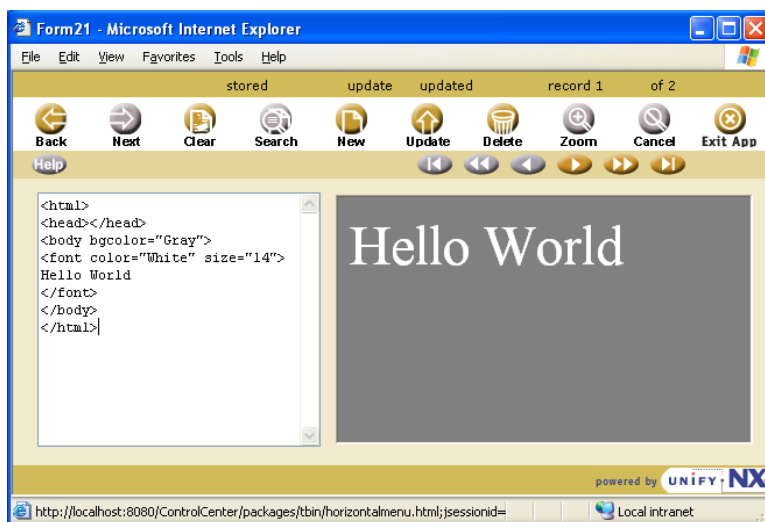 Form21 - Microsoft Internet Explorer
File Edit View Favorites Tools Help
stored update updated record 1 of 2
Back Next Clear Search New Update Delete Zoom Cancel Exit App
Help
<html>
<head></head>
<body bgcolor="Gray">
<font color="White" size="14">
Hello World
</font>
</body>
</html>
Hello World
powered by UNIFY NX
http://localhost:8080/ControlCenter/packages/tbin/horizontalmenu.html;jsessionid= Local intranet